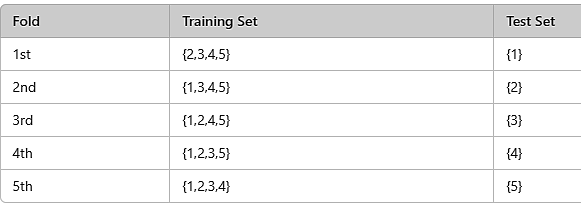 Fold Training Set Test Set
1st {2,3,4,5} {1}
2nd {1,3,4,5} {2}
3rd {1,2,4,5} {3}
4th {1,2,3,5} {4}
5th {1,2,3,4} {5}